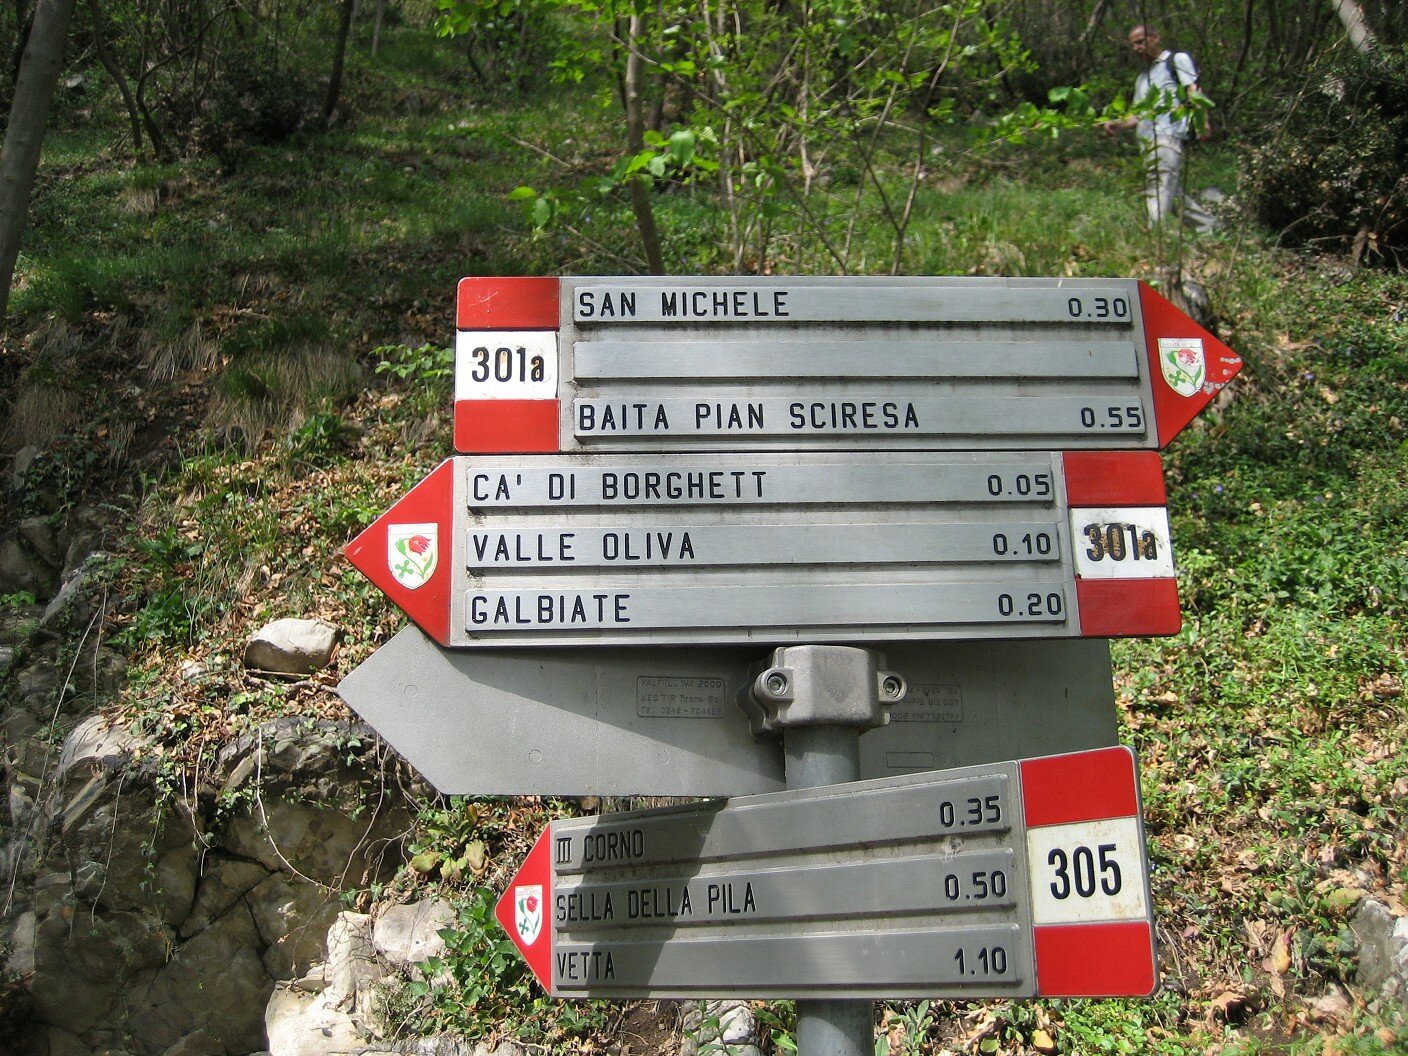 301a
SAN MICHELE 0.30
BAITA PIAN SCIRESA 0.55
CA' DI BORGHETT 0.05
VALLE OLIVA 0.10
GALBIATE 0.20
301a
III CORNO 0.35
SELLA DELLA PILA 0.50
VETTA 1.10
305